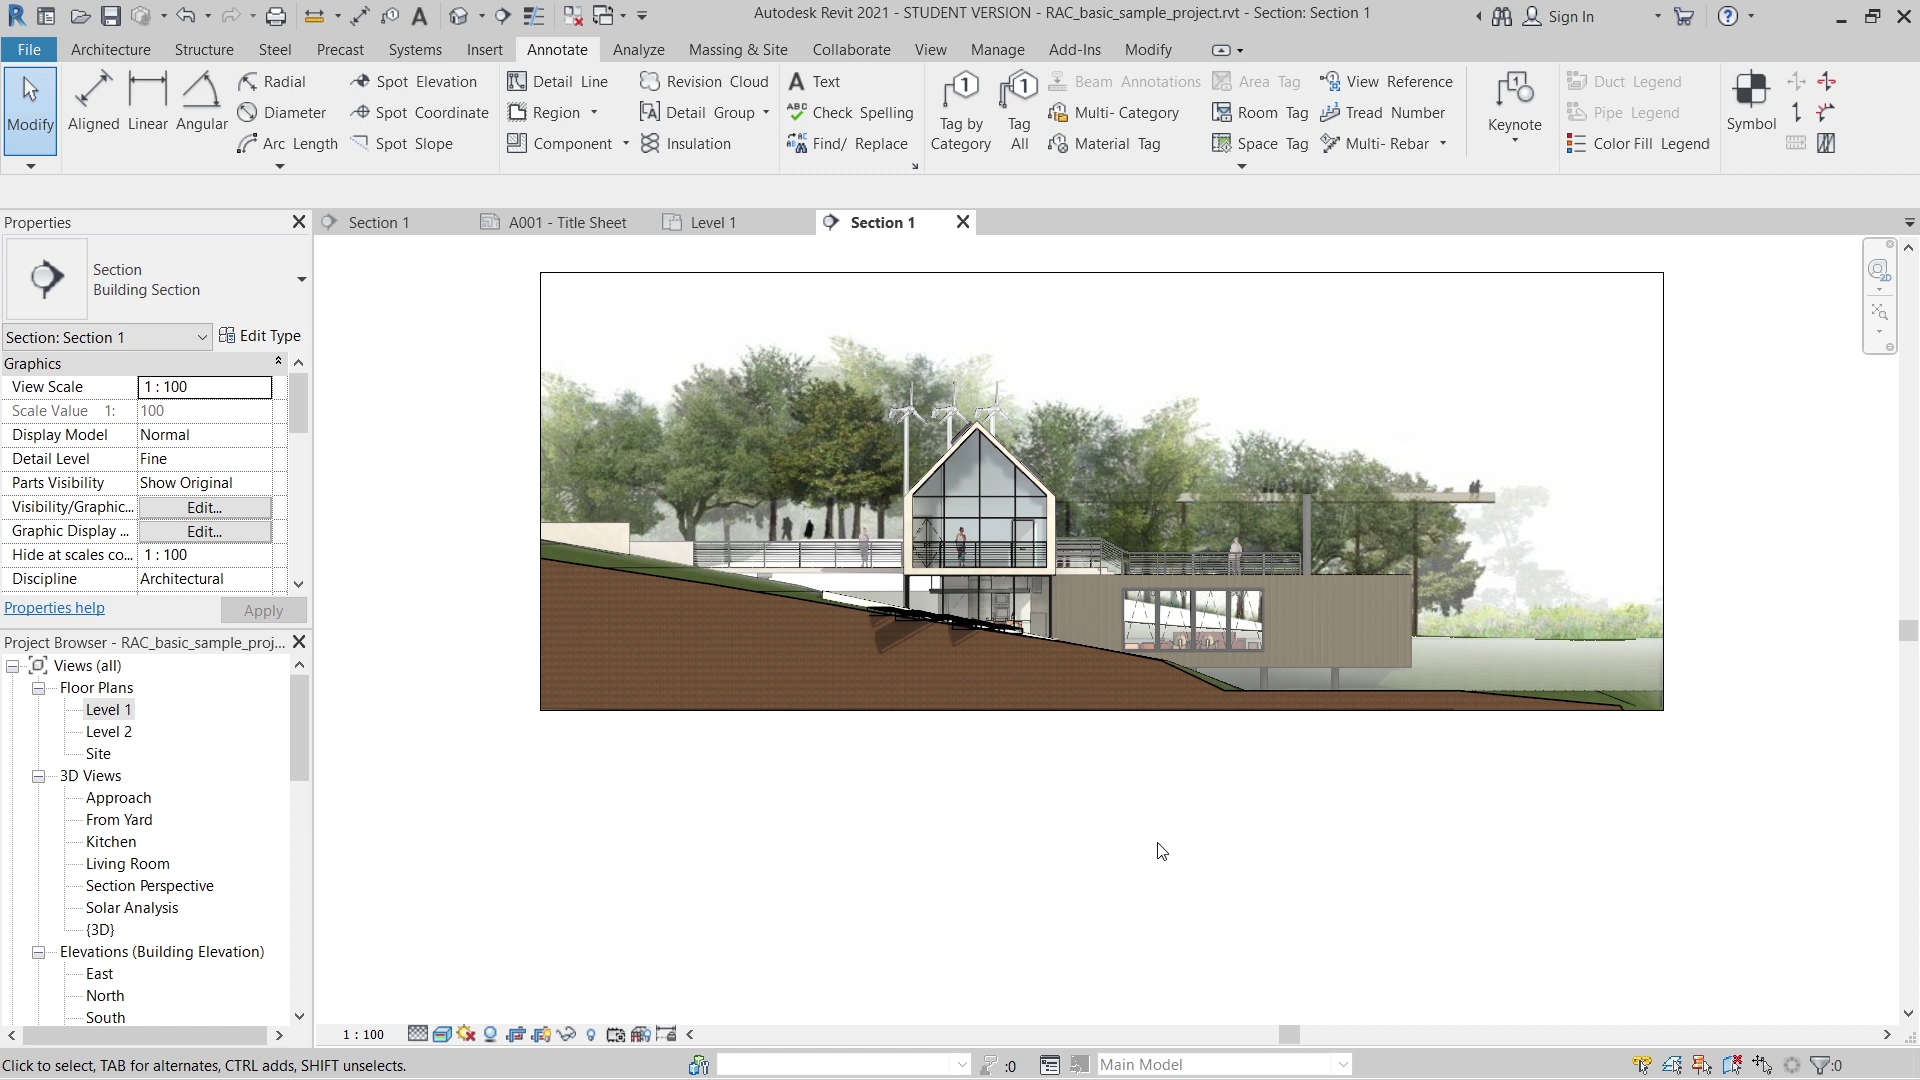 Autodesk Revit 2021 - STUDENT VERSION - RAC_basic_sample_project.rvt - Section: Section 1
Sign In
File Architecture Structure Steel Precast Systems Insert Annotate Analyze Massing & Site Collaborate View Manage Add-Ins Modify
Modify
Aligned
Linear
Angular
Radial
Diameter
Arc Length
Spot Elevation
Spot Coordinate
Spot Slope
Detail Line
Region
Component
Revision Cloud
Detail Group
Insulation
A Text
ABC Check Spelling
Find/ Replace
Tag by
Category
Tag
All
Beam Annotations
Multi- Category
Material Tag
Area Tag
Room Tag
Space Tag
View Reference
Tread Number
Multi- Rebar
Keynote
Duct Legend
Pipe Legend
Color Fill Legend
Symbol
Properties
Section 1
A001 - Title Sheet
Level 1
Section 1
2D
Section
Building Section
Section: Section 1
Edit Type
Graphics
View Scale 1 : 100
Scale Value 1: 100
Display Model Normal
Detail Level Fine
Parts Visibility Show Original
Visibility/Graphic... Edit...
Graphic Display ... Edit...
Hide at scales co... 1 : 100
Discipline Architectural
Properties help
Apply
Project Browser - RAC_basic_sample_proj...
Views (all)
Floor Plans
Level 1
Level 2
Site
3D Views
Approach
From Yard
Kitchen
Living Room
Section Perspective
Solar Analysis
{3D}
Elevations (Building Elevation)
East
North
South
1 : 100
Click to select, TAB for alternates, CTRL adds, SHIFT unselects.
:0
Main Model
:0